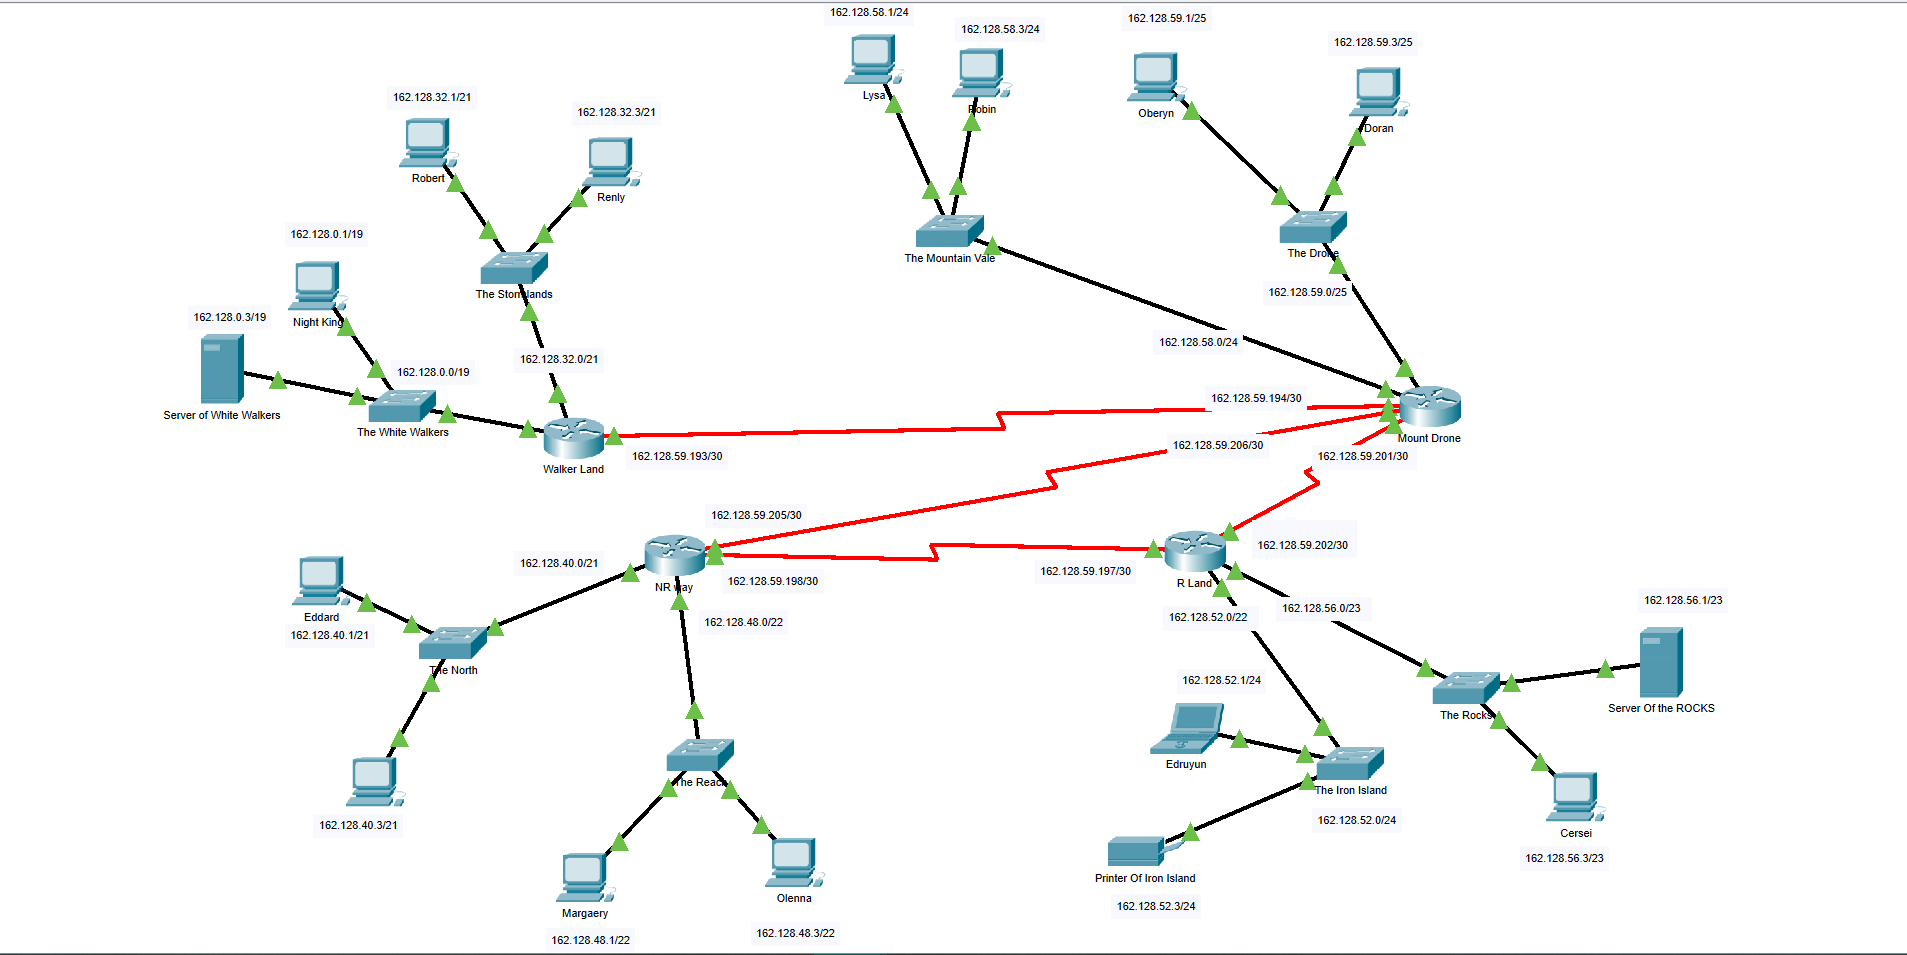 162.128.58.1/24
162.128.59.1/25
162.128.58.3/24
162.128.59.3/25
162.128.32.1/21
Lysa
Robin
162.128.32.3/21
Oberyn
Doran
Robert
Renly
162.128.0.1/19
The Mountain Vale
The Drone
The Stormlands
162.128.59.0/25
162.128.0.3/19
Night King
162.128.58.0/24
162.128.32.0/21
162.128.0.0/19
162.128.59.194/30
Server of White Walkers
The White Walkers
Mount Drone
162.128.59.206/30
162.128.59.193/30
162.128.59.201/30
Walker Land
162.128.59.205/30
162.128.59.202/30
162.128.40.0/21
162.128.59.197/30
162.128.59.198/30
R Land
NR way
162.128.56.1/23
162.128.56.0/23
Eddard
162.128.52.0/22
162.128.48.0/22
162.128.40.1/21
The North
162.128.52.1/24
Server Of the ROCKS
The Rocks
Edruyun
The Reach
The Iron Island
162.128.52.0/24
162.128.40.3/21
Cersei
162.128.56.3/23
Printer Of Iron Island
Olenna
162.128.52.3/24
Margaery
162.128.48.3/22
162.128.48.1/22